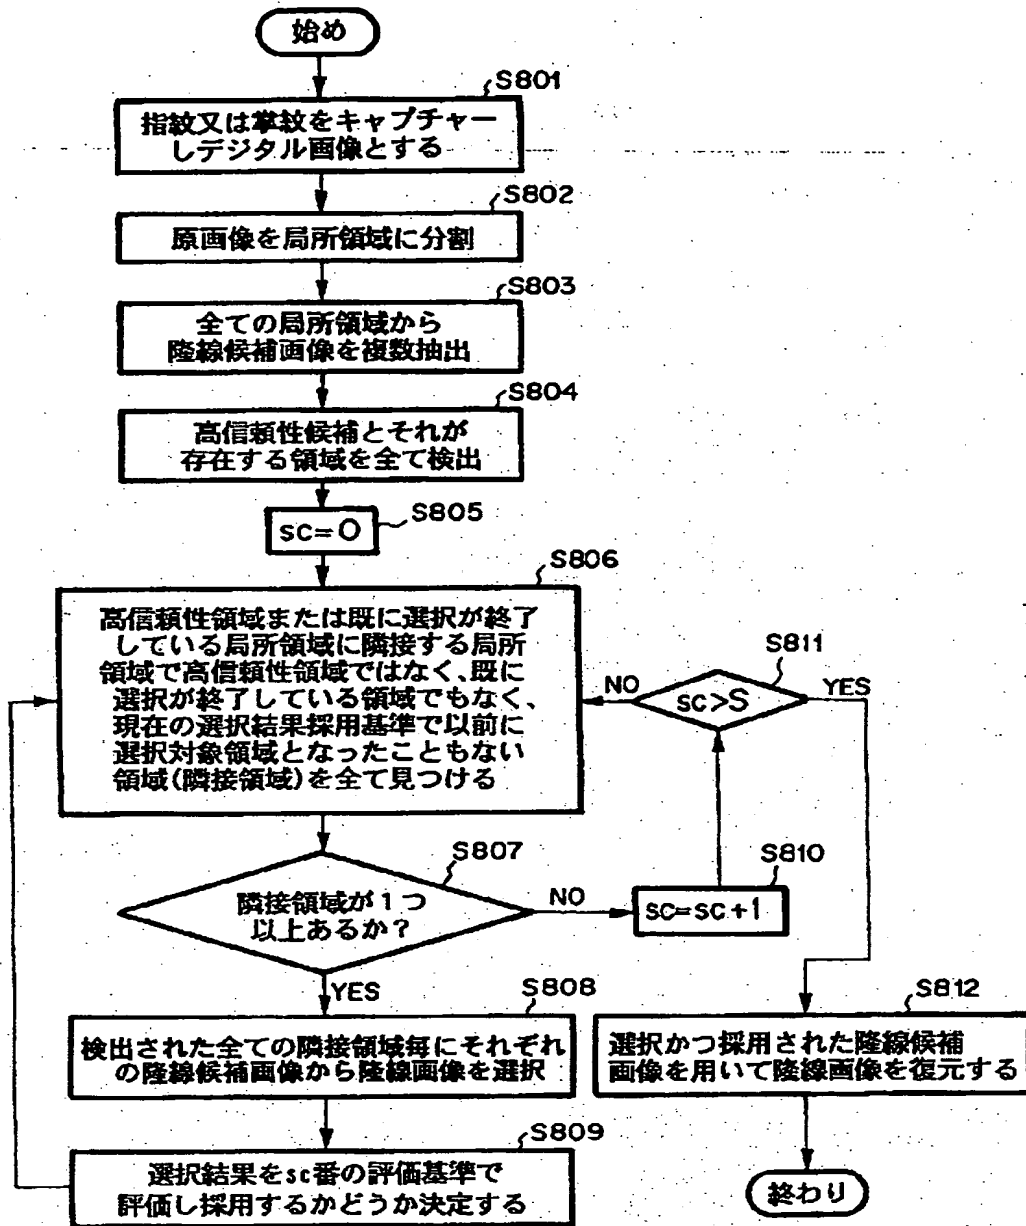 始め
S801
指紋又は掌紋をキャプチャー
しデジタル画像とする
S802
原画像を局所領域に分割
S803
全ての局所領域から
隆線候補画像を複数抽出
S804
高信頼性候補とそれが
存在する領域を全て検出
S805
sc=0
S806
高信頼性領域または既に選択が終了
している局所領域に隣接する局所
領域で高信頼性領域ではなく、既に
選択が終了している領域でもなく、
現在の選択結果採用基準で以前に
選択対象領域となったこともない
領域(隣接領域)を全て見つける
S811
NO
sc>S
YES
S807
隣接領域が1つ
以上あるか?
NO
S810
sc=sc+1
YES
S808
検出された全ての隣接領域毎にそれぞれ
の隆線候補画像から隆線画像を選択
S812
選択かつ採用された隆線候補
画像を用いて隆線画像を復元する
S809
選択結果をsc番の評価基準で
評価し採用するかどうか決定する
終わり